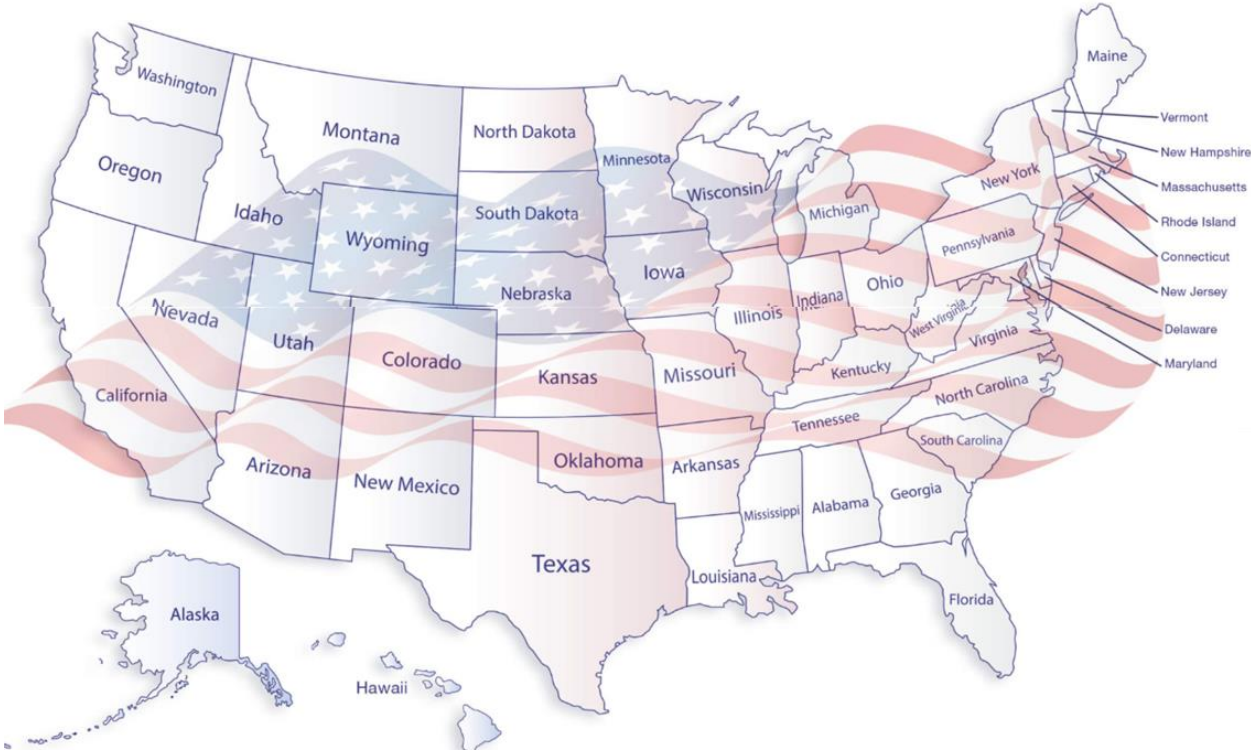 Maine
Washington
Vermont
Montana
North Dakota
New Hampshire
Oregon
Minnesota
Massachusetts
New York
Wisconsin
Idaho
South Dakota
Michigan
Rhode Island
Wyoming
Pennsylvania
Connecticut
Iowa
Ohio
Nebraska
New Jersey
Indiana
Nevada
Illinois
West Virginia
Delaware
Virginia
Utah
Colorado
Maryland
Missouri
Kentucky
Kansas
California
North Carolina
Tennessee
South Carolina
Arizona
Oklahoma
Arkansas
New Mexico
Georgia
Mississippi
Alabama
Texas
Louisiana
Florida
Alaska
Hawaii